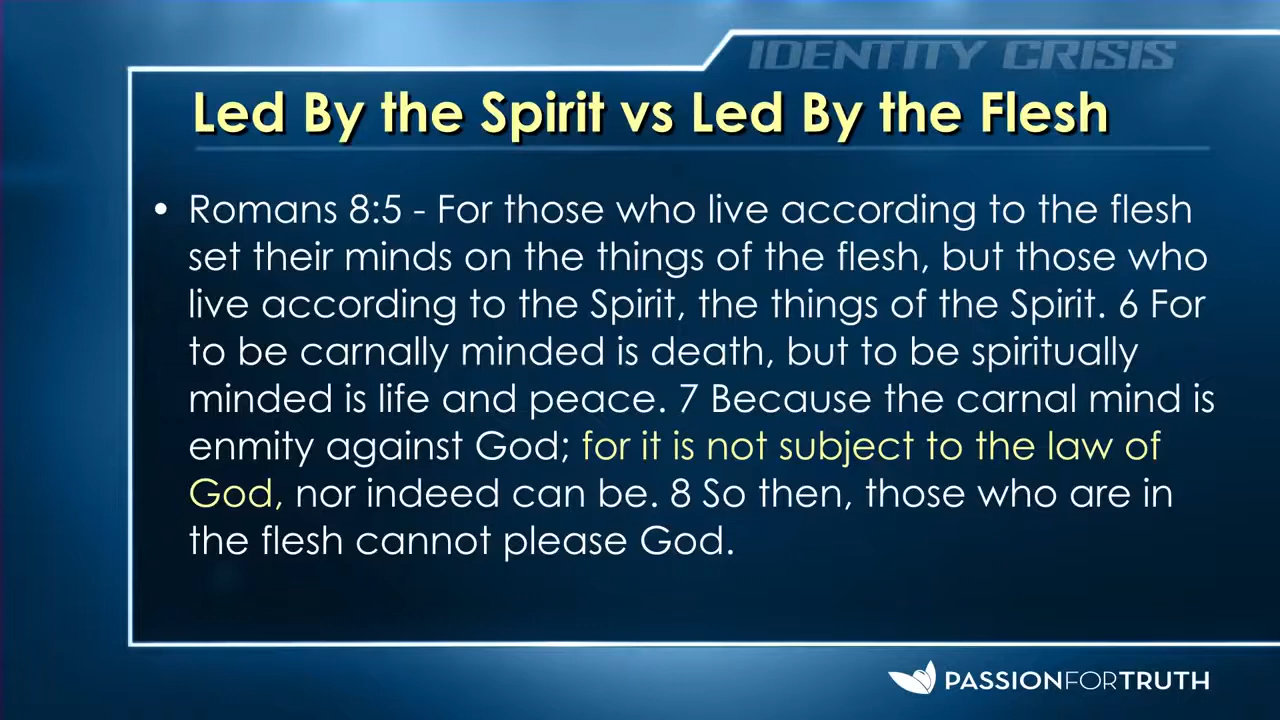 IDENTITY CRISIS
Led By the Spirit vs Led By the Flesh
• Romans 8:5 - For those who live according to the flesh
set their minds on the things of the flesh, but those who
live according to the Spirit, the things of the Spirit. 6 For
to be carnally minded is death, but to be spiritually
minded is life and peace. 7 Because the carnal mind is
enmity against God; for it is not subject to the law of
God, nor indeed can be. 8 So then, those who are in
the flesh cannot please God.
PASSIONFORTRUTH